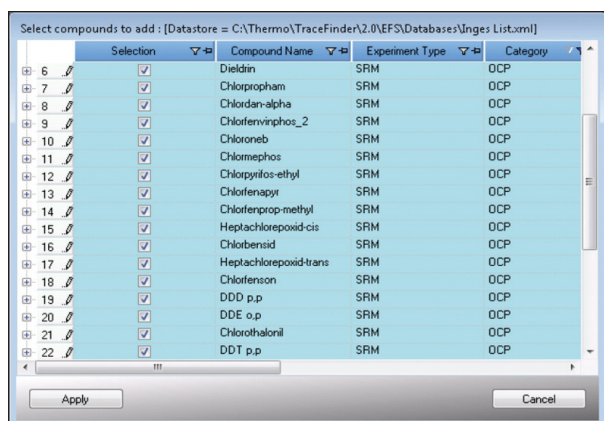 Select compounds to add : [Datastore = C:\Thermo\TraceFinder\2.0\EFS\Databases\Inges List.xml]
Selection Compound Name Experiment Type Category
6 Dieldrin SRM OCP
7 Chlorpropham SRM OCP
8 Chlordan-alpha SRM OCP
9 Chlorfenvinphos_2 SRM OCP
10 Chloroneb SRM OCP
11 Chlormephos SRM OCP
12 Chlorpyrifos-ethyl SRM OCP
13 Chlorfenapyr SRM OCP
14 Chlorfenprop-methyl SRM OCP
15 Heptachlorepoxid-cis SRM OCP
16 Chlorbensid SRM OCP
17 Heptachlorepoxid-trans SRM OCP
18 Chlorfenson SRM OCP
19 DDD p,p SRM OCP
20 DDE o,p SRM OCP
21 Chlorothalonil SRM OCP
22 DDT p,p SRM OCP
Apply Cancel